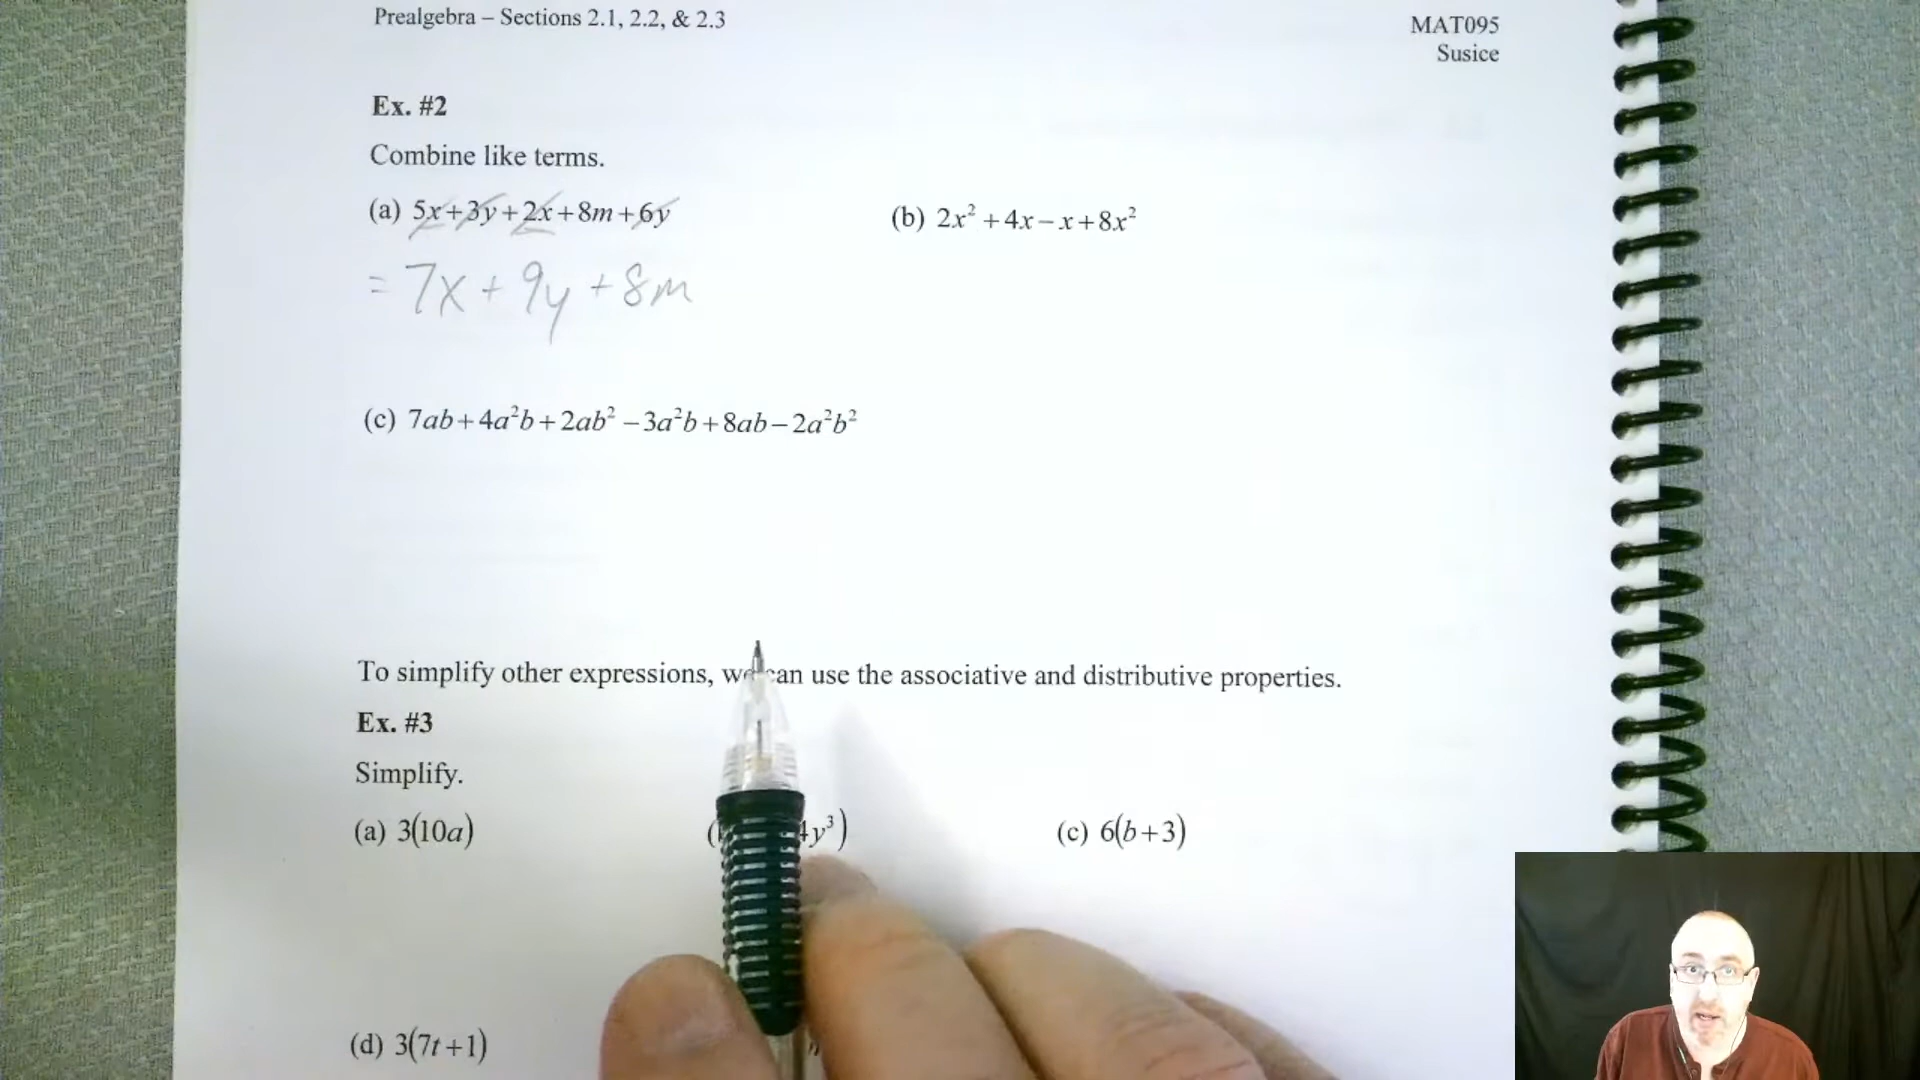 Prealgebra – Sections 2.1, 2.2, & 2.3
MAT095
Susice
Ex. #2
Combine like terms.
(a) 5x+3y+2x+8m+6y
(b) 2x²+4x−x+8x²
= 7x + 9y + 8m
(c) 7ab+4a²b+2ab²−3a²b+8ab−2a²b²
To simplify other expressions, we can use the associative and distributive properties.
Ex. #3
Simplify.
(a) 3(10a)
y³)
(c) 6(b+3)
(d) 3(7t+1)